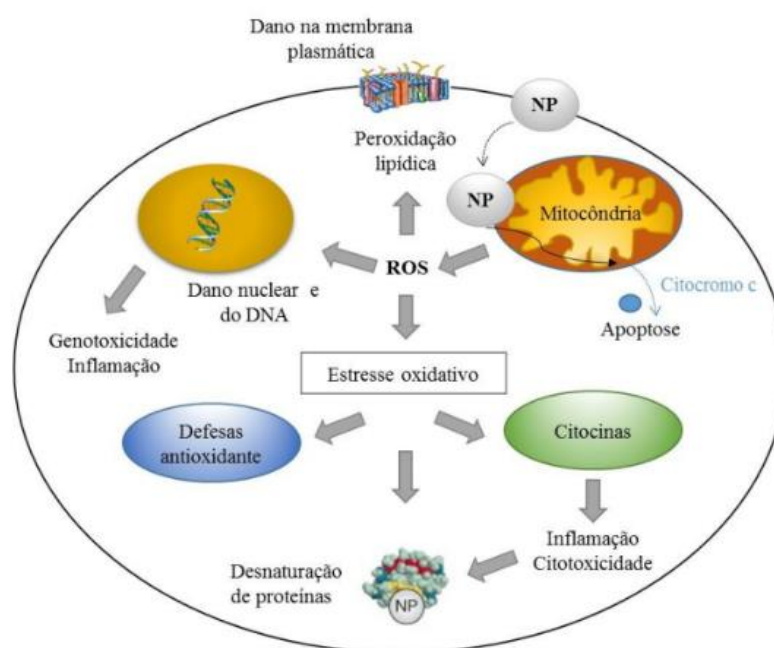 Dano na membrana
plasmática
NP
Peroxidação
lipídica
NP
Mitocôndria
ROS
Dano nuclear e
do DNA
Citocromo c
Apoptose
Genotoxicidade
Inflamação
Estresse oxidativo
Defesas
antioxidante
Citocinas
Inflamação
Citotoxicidade
Desnaturação
de proteínas
NP